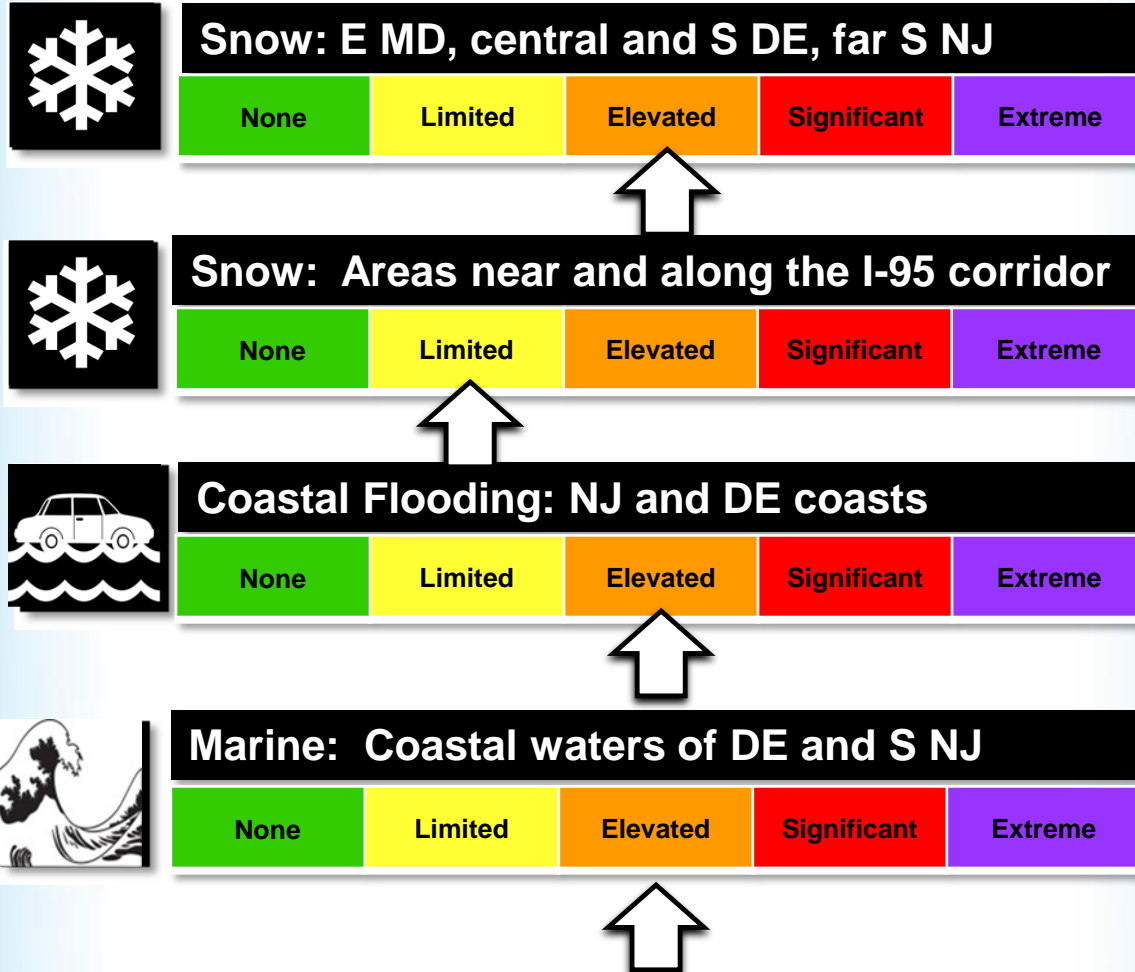 Snow: E MD, central and S DE, far S NJ
None Limited Elevated Significant Extreme
Snow: Areas near and along the I-95 corridor
None Limited Elevated Significant Extreme
Coastal Flooding: NJ and DE coasts
None Limited Elevated Significant Extreme
Marine: Coastal waters of DE and S NJ
None Limited Elevated Significant Extreme